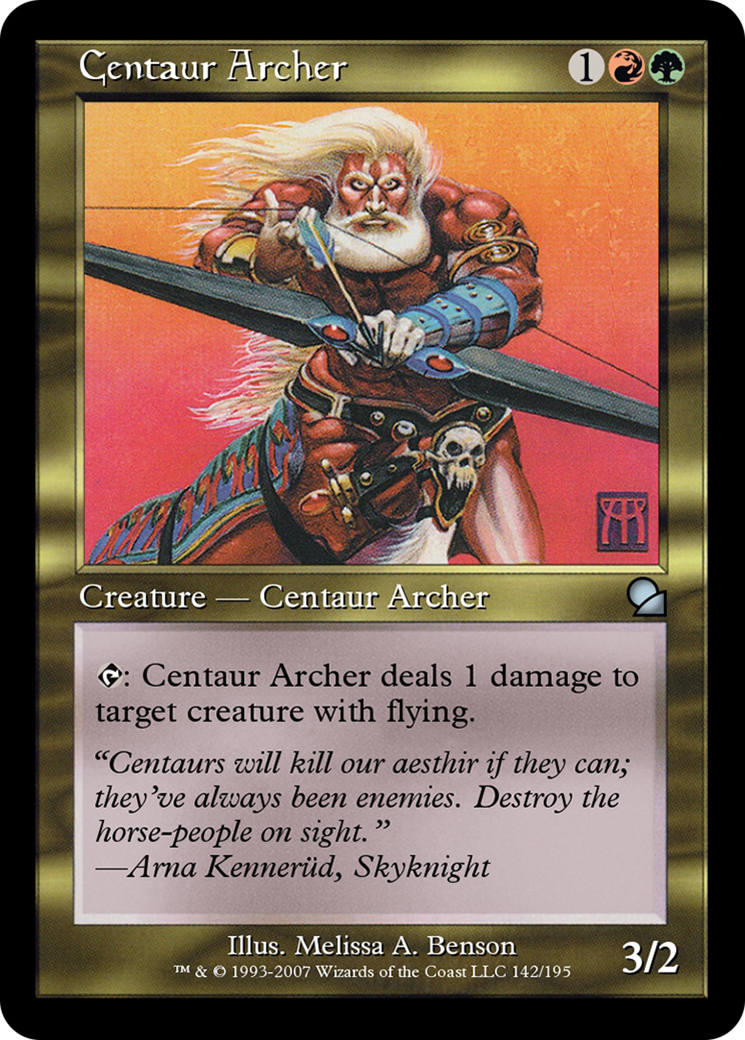 Centaur Archer 1
Creature — Centaur Archer
: Centaur Archer deals 1 damage to
target creature with flying.
“Centaurs will kill our aesthir if they can;
they’ve always been enemies. Destroy the
horse-people on sight.”
—Arna Kennerüd, Skyknight
Illus. Melissa A. Benson
™ & © 1993-2007 Wizards of the Coast LLC 142/195
3/2